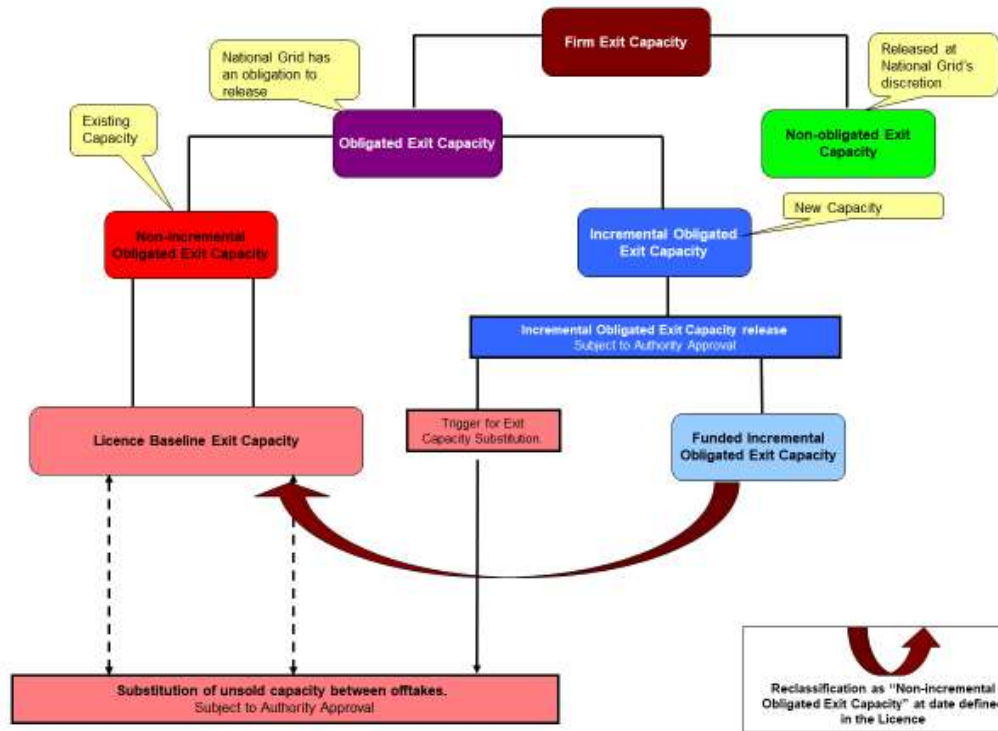 Firm Exit Capacity
National Grid has
an obligation to
release
Released at
National Grid's
discretion
Existing
Capacity
Obligated Exit Capacity
Non-obligated Exit
Capacity
New Capacity
Non-incremental
Obligated Exit Capacity
Incremental Obligated
Exit Capacity
Incremental Obligated Exit Capacity release
Subject to Authority Approval
Licence Baseline Exit Capacity
Trigger for Exit
Capacity Substitution.
Funded Incremental
Obligated Exit Capacity
Substitution of unsold capacity between offtakes.
Subject to Authority Approval
Reclassification as “Non-incremental
Obligated Exit Capacity” at date defined
in the Licence